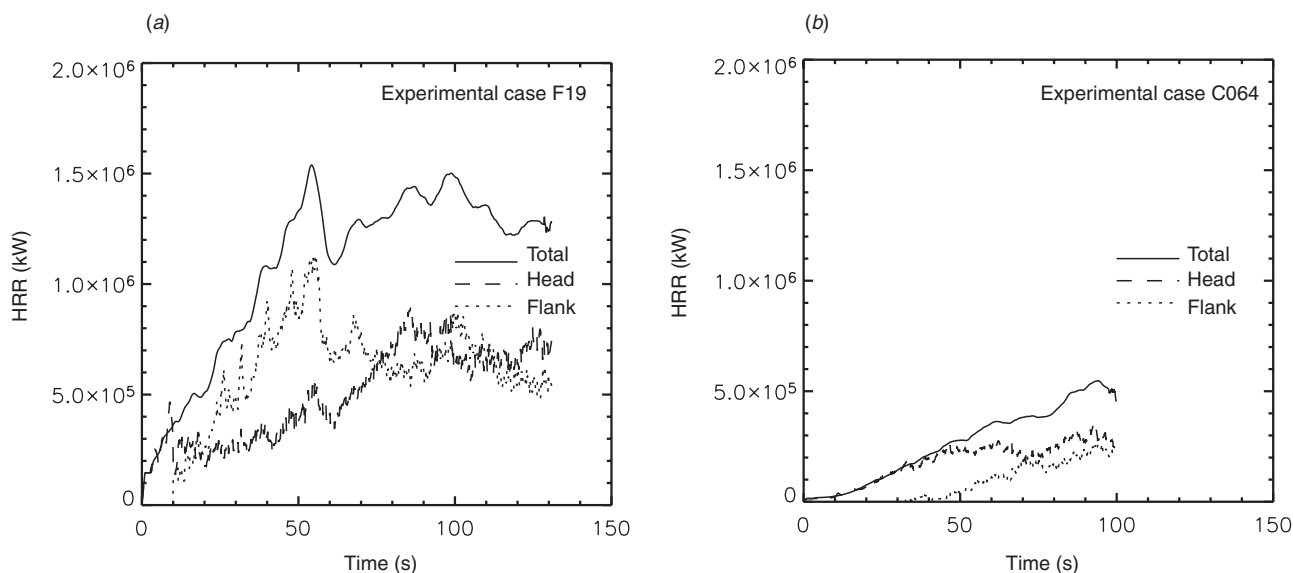 (a)
2.0×10⁶
1.5×10⁶
1.0×10⁶
5.0×10⁵
0
HRR (kW)
Experimental case F19
Total
Head
Flank
0 50 100 150
Time (s)
(b)
2.0×10⁶
1.5×10⁶
1.0×10⁶
5.0×10⁵
0
HRR (kW)
Experimental case C064
Total
Head
Flank
0 50 100 150
Time (s)